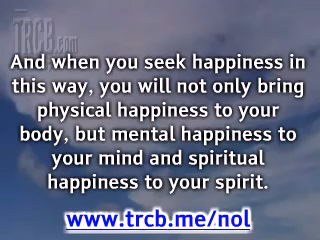 TRCB.com
And when you seek happiness in
this way, you will not only bring
physical happiness to your
body, but mental happiness to
your mind and spiritual
happiness to your spirit.
www.trcb.me/nol